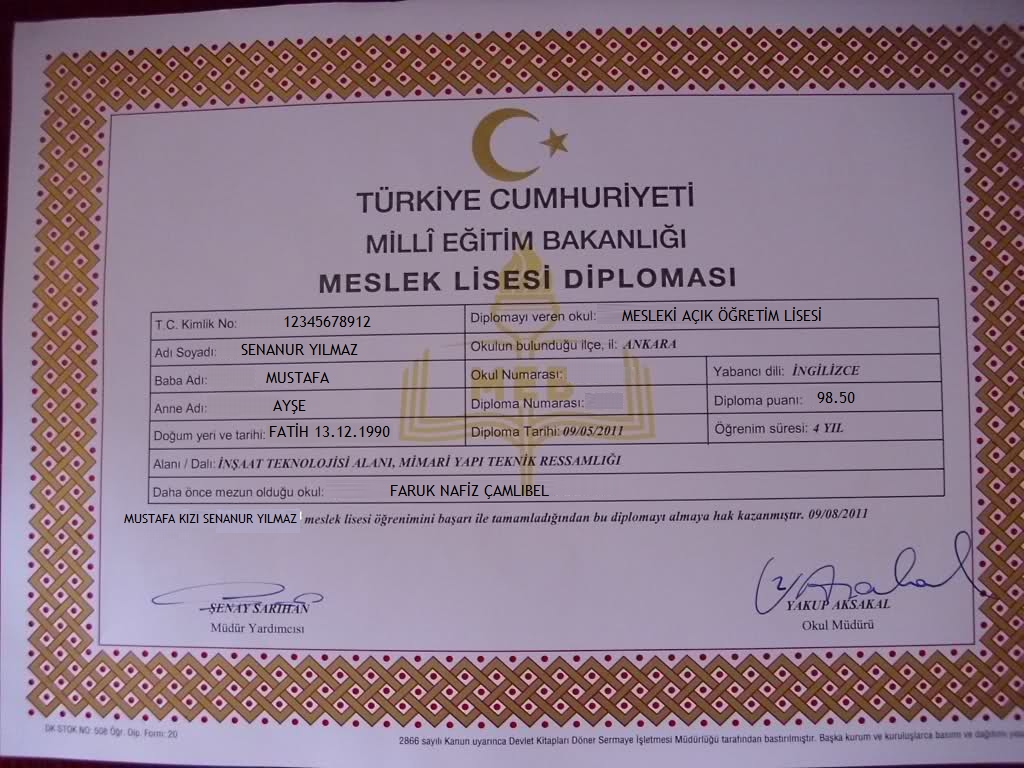 TÜRKİYE CUMHURİYETİ
MİLLÎ EĞİTİM BAKANLIĞI
MESLEK LİSESİ DİPLOMASI
T.C. Kimlik No: 12345678912 Diplomayı veren okul: MESLEKİ AÇIK ÖĞRETİM LİSESİ
Adı Soyadı: SENANUR YILMAZ Okulun bulunduğu ilçe, il: ANKARA
Baba Adı: MUSTAFA Okul Numarası: Yabancı dili: İNGİLİZCE
Anne Adı: AYŞE Diploma Numarası: Diploma puanı: 98.50
Doğum yeri ve tarihi: FATİH 13.12.1990 Diploma Tarihi: 09/05/2011 Öğrenim süresi: 4 YIL
Alanı / Dalı: İNŞAAT TEKNOLOJİSİ ALANI, MİMARİ YAPI TEKNİK RESSAMLIĞI
Daha önce mezun olduğu okul: FARUK NAFİZ ÇAMLIBEL
MUSTAFA KIZI SENANUR YILMAZ meslek lisesi öğrenimini başarı ile tamamladığından bu diplomayı almaya hak kazanmıştır. 09/08/2011
ŞENAY SARIHAN YAKUP AKSAKAL
Müdür Yardımcısı Okul Müdürü
DK STOK NO: 508 Öğr. Dip. Form: 20
2866 sayılı Kanun uyarınca Devlet Kitapları Döner Sermaye İşletmesi Müdürlüğü tarafından bastırılmıştır. Başka kurum ve kuruluşlarca basımı ve dağıtımı